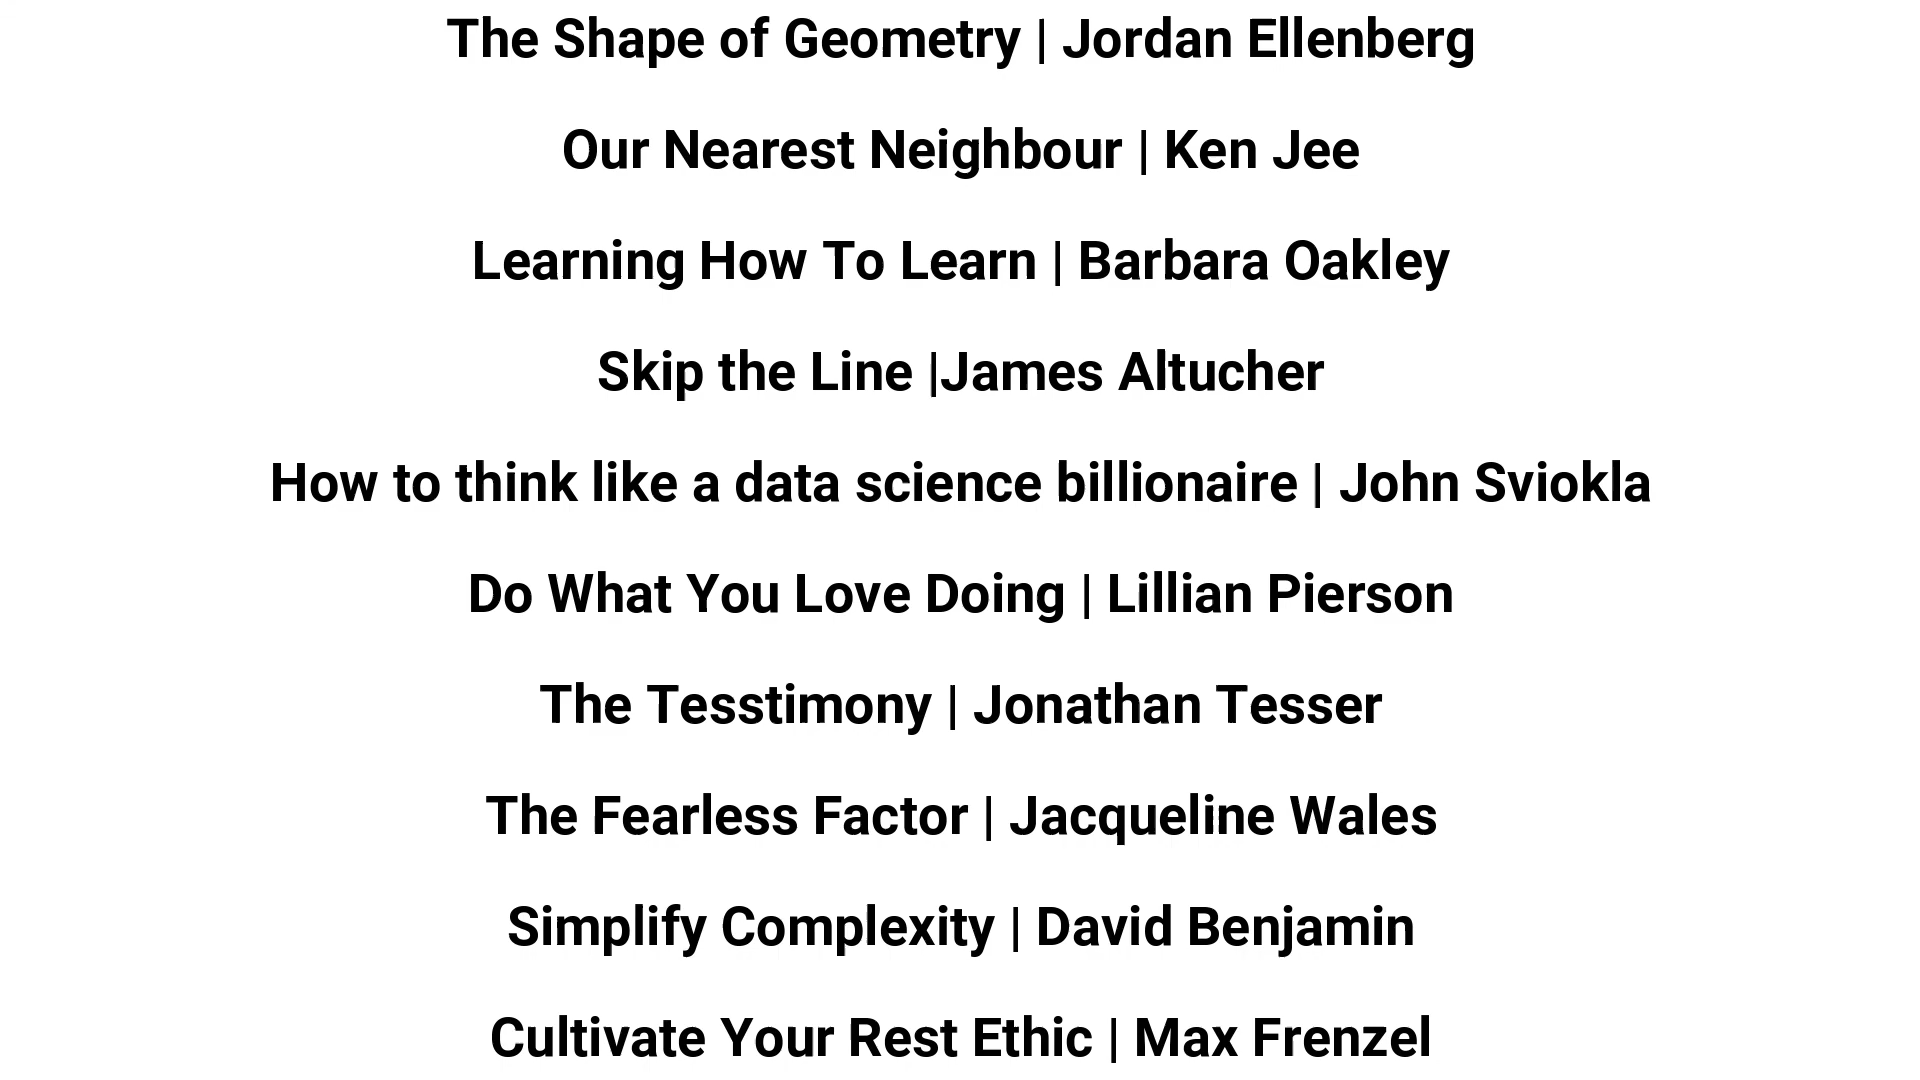 The Shape of Geometry | Jordan Ellenberg
Our Nearest Neighbour | Ken Jee
Learning How To Learn | Barbara Oakley
Skip the Line |James Altucher
How to think like a data science billionaire | John Sviokla
Do What You Love Doing | Lillian Pierson
The Tesstimony | Jonathan Tesser
The Fearless Factor | Jacqueline Wales
Simplify Complexity | David Benjamin
Cultivate Your Rest Ethic | Max Frenzel